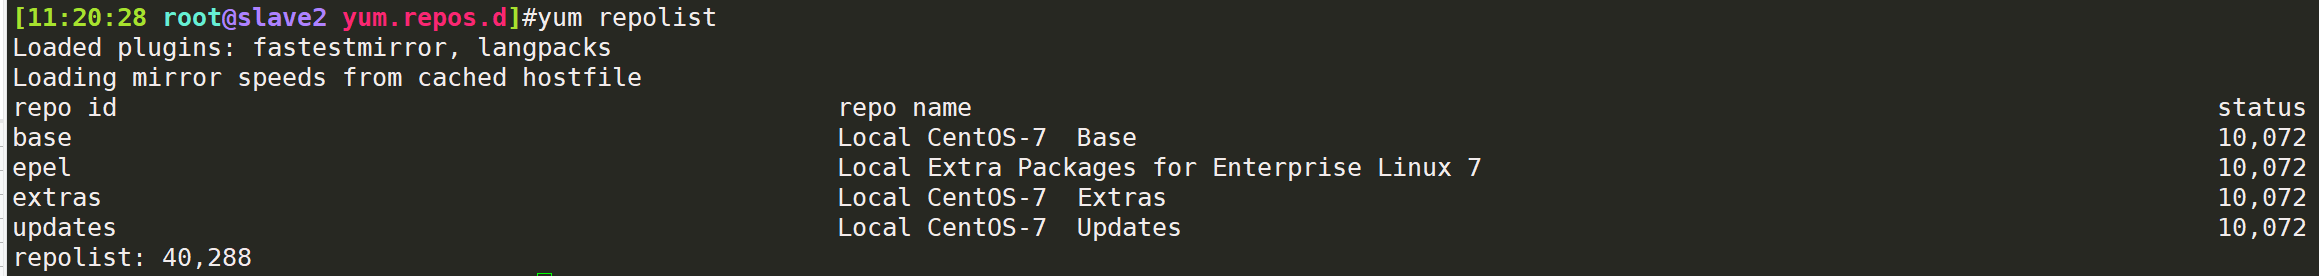 [11:20:28 root@slave2 yum.repos.d]#yum repolist
Loaded plugins: fastestmirror, langpacks
Loading mirror speeds from cached hostfile
repo id repo name status
base Local CentOS-7  Base 10,072
epel Local Extra Packages for Enterprise Linux 7 10,072
extras Local CentOS-7  Extras 10,072
updates Local CentOS-7  Updates 10,072
repolist: 40,288